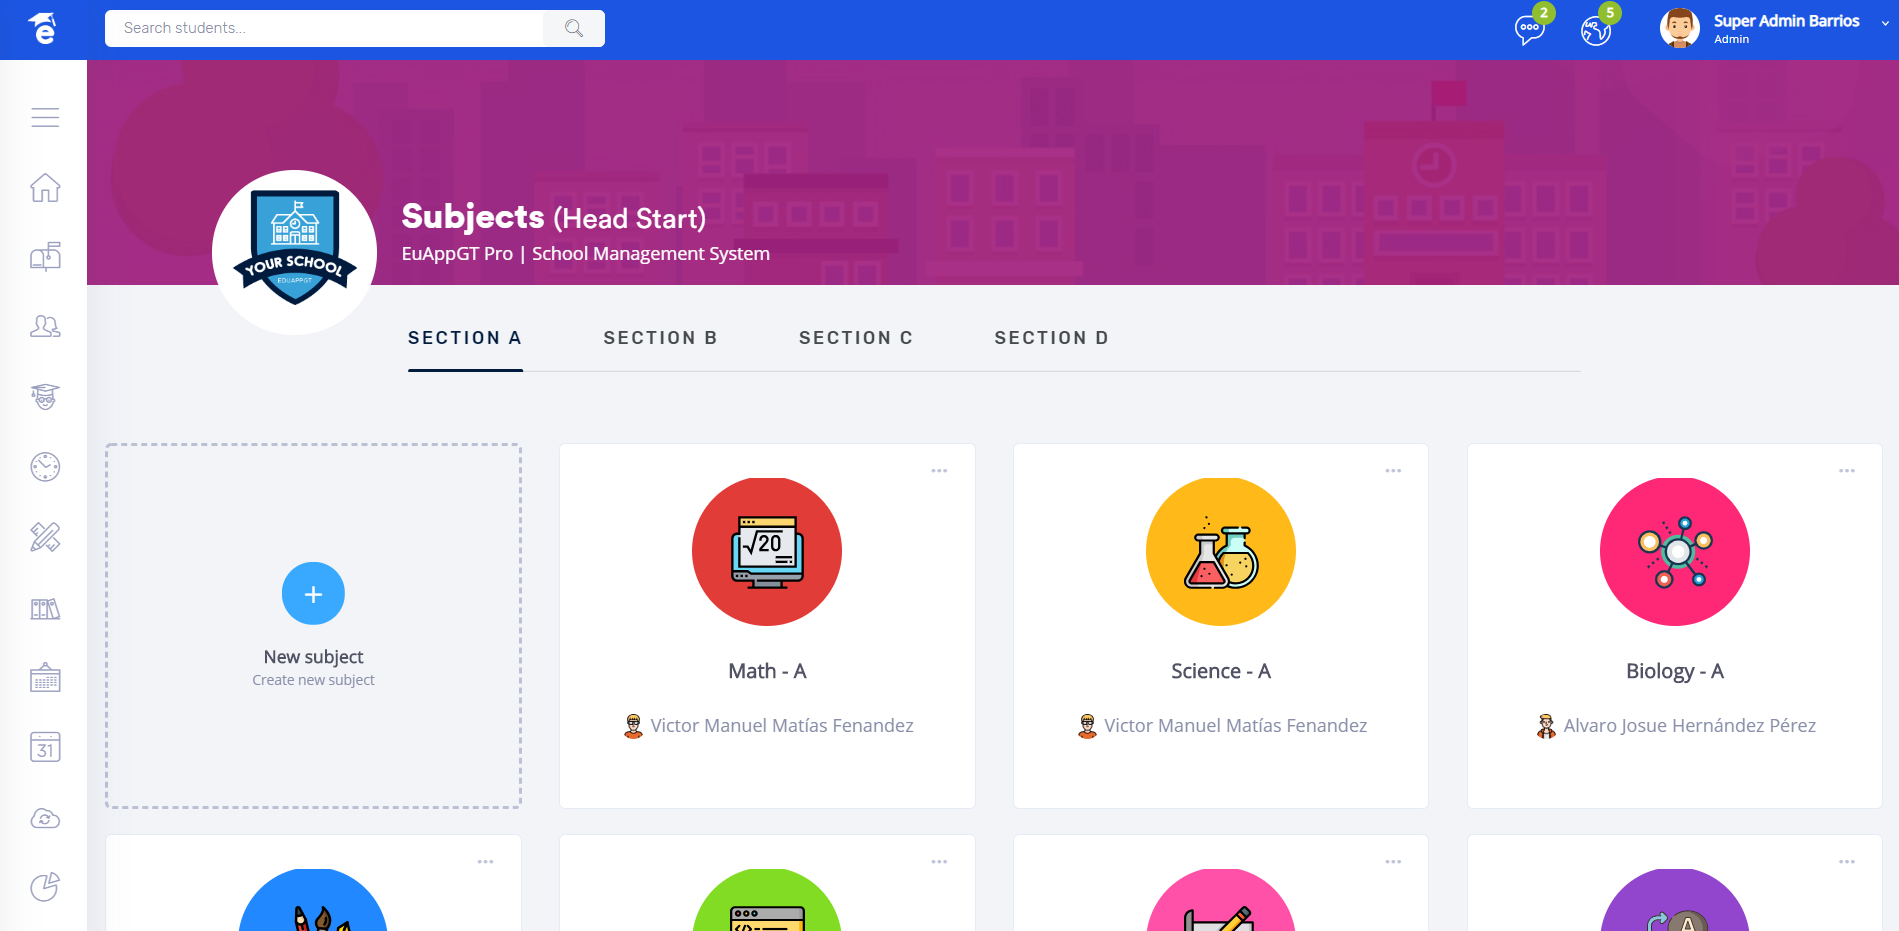 e
Search students...
2
5
Super Admin Barrios
Admin
YOUR SCHOOL
EDUAPPGT
Subjects (Head Start)
EuAppGT Pro | School Management System
SECTION A
SECTION B
SECTION C
SECTION D
New subject
Create new subject
√20
Math - A
Victor Manuel Matías Fenandez
Science - A
Victor Manuel Matías Fenandez
Biology - A
Alvaro Josue Hernández Pérez
31
</>
A